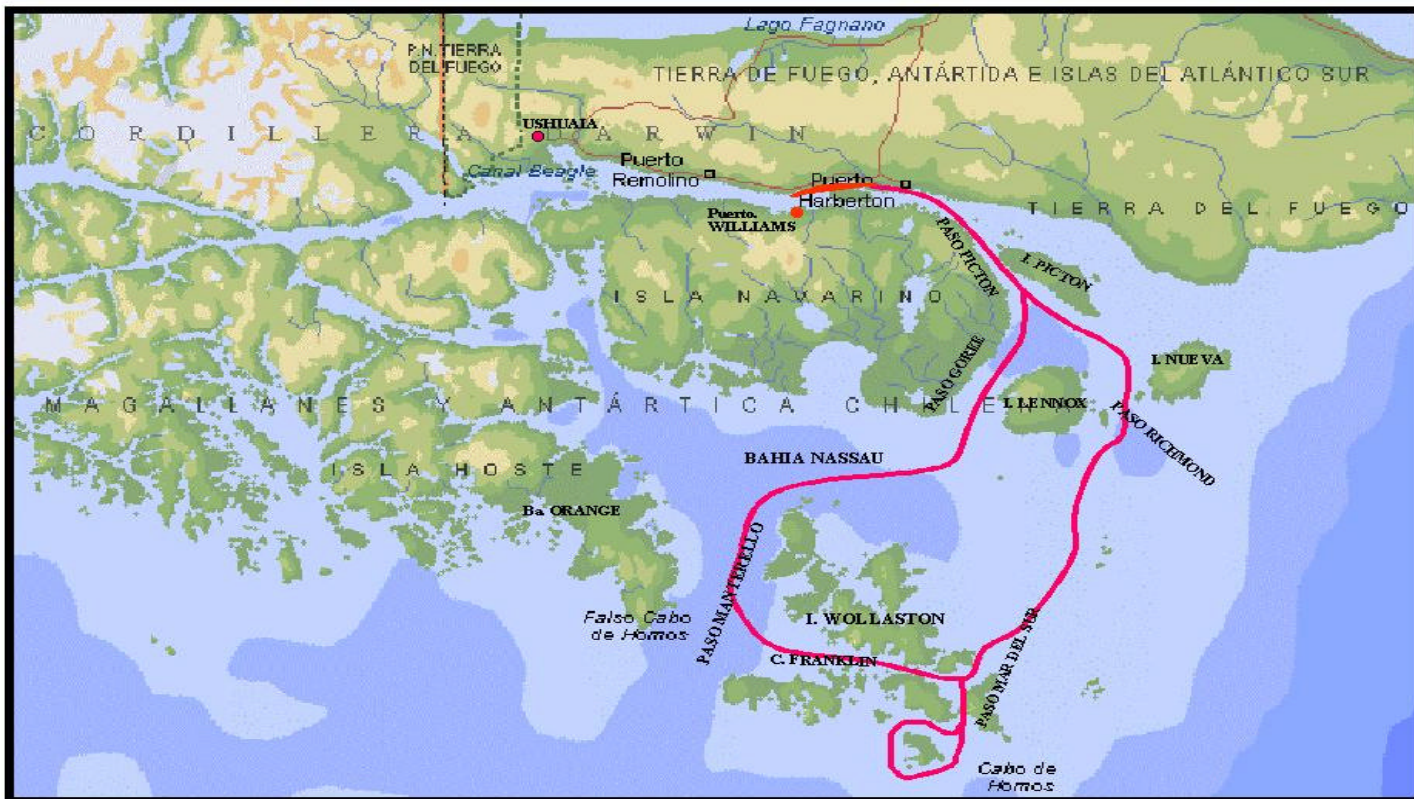 Lago Fagnano
P.N. TIERRA
DEL FUEGO
TIERRA DE FUEGO, ANTÁRTIDA E ISLAS DEL ATLÁNTICO SUR
USHUAIA
CORDILLERA DARWIN
Canal Beagle
Puerto
Remolino
Puerto
Harberton
Puerto.
WILLIAMS
TIERRA DEL FUEGO
PASO PICTON
I. PICTON
ISLA NAVARINO
I. NUEVA
PASO GOREE
I. LENNOX
MAGALLANES Y ANTÁRTICA CHILE
PASO RICHMOND
BAHIA NASSAU
ISLA HOSTE
Ba. ORANGE
PASO MANTERELLO
Falso Cabo
de Hornos
I. WOLLASTON
C. FRANKLIN
PASO MAR DEL SUR
Cabo de
Hornos